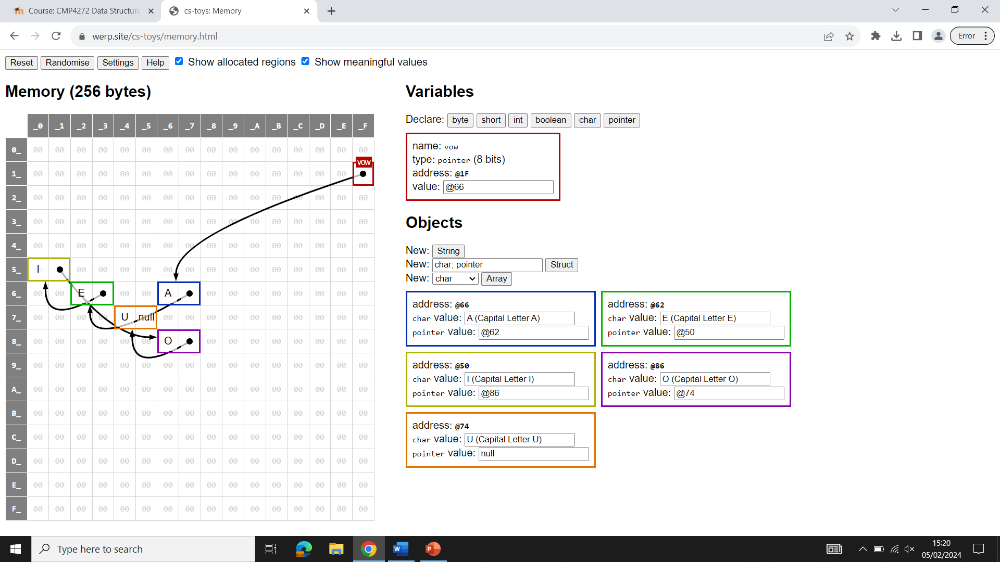 Course: CMP4272 Data Structure
cs-toys: Memory
werp.site/cs-toys/memory.html
Error
Reset Randomise Settings Help Show allocated regions Show meaningful values
Memory (256 bytes)
_0 _1 _2 _3 _4 _5 _6 _7 _8 _9 _A _B _C _D _E _F
0_ 00 00 00 00 00 00 00 00 00 00 00 00 00 00 00 00
vow
1_ 00 00 00 00 00 00 00 00 00 00 00 00 00 00 00
2_ 00 00 00 00 00 00 00 00 00 00 00 00 00 00 00 00
3_ 00 00 00 00 00 00 00 00 00 00 00 00 00 00 00 00
4_ 00 00 00 00 00 00 00 00 00 00 00 00 00 00 00 00
5_ I 00 00 00 00 00 00 00 00 00 00 00 00 00 00
6_ 00 00 E 00 00 A 00 00 00 00 00 00 00 00
7_ 00 00 00 00 U null 00 00 00 00 00 00 00 00 00 00
8_ 00 00 00 00 00 00 O 00 00 00 00 00 00 00 00
9_ 00 00 00 00 00 00 00 00 00 00 00 00 00 00 00 00
A_ 00 00 00 00 00 00 00 00 00 00 00 00 00 00 00 00
B_ 00 00 00 00 00 00 00 00 00 00 00 00 00 00 00 00
C_ 00 00 00 00 00 00 00 00 00 00 00 00 00 00 00 00
D_ 00 00 00 00 00 00 00 00 00 00 00 00 00 00 00 00
E_ 00 00 00 00 00 00 00 00 00 00 00 00 00 00 00 00
F_ 00 00 00 00 00 00 00 00 00 00 00 00 00 00 00 00
Variables
Declare: byte short int boolean char pointer
name: vow
type: pointer (8 bits)
address: @1F
value: @66
Objects
New: String
New: char; pointer Struct
New: char Array
address: @66
char value: A (Capital Letter A)
pointer value: @62
address: @62
char value: E (Capital Letter E)
pointer value: @50
address: @50
char value: I (Capital Letter I)
pointer value: @86
address: @86
char value: O (Capital Letter O)
pointer value: @74
address: @74
char value: U (Capital Letter U)
pointer value: null
Type here to search
W
P
15:20
05/02/2024